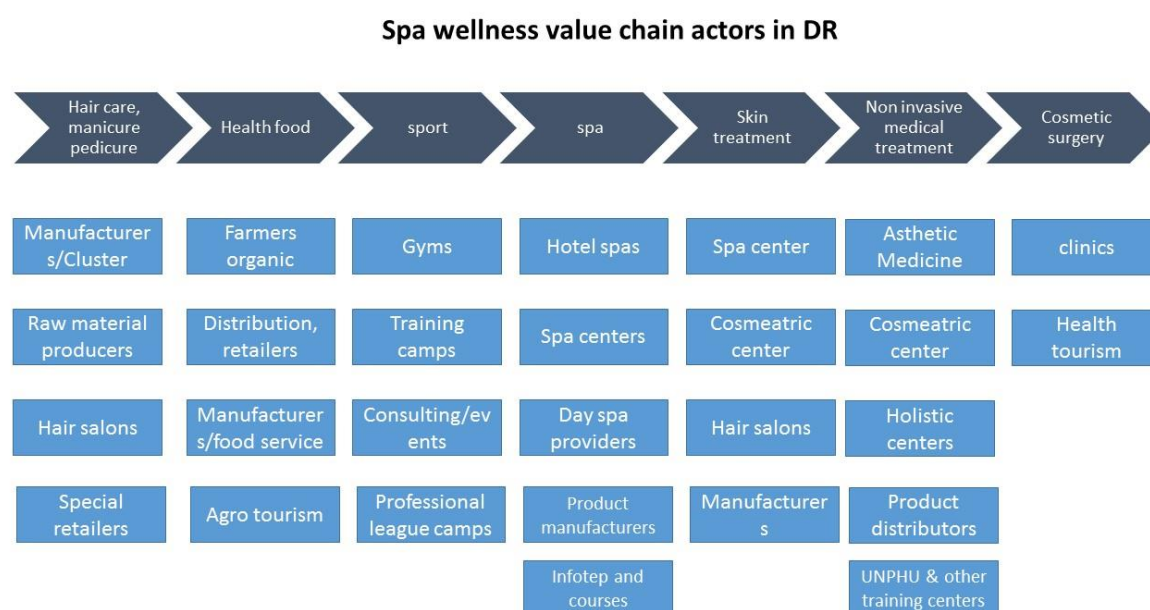 Spa wellness value chain actors in DR
Hair care,
manicure
pedicure
Health food
sport
spa
Skin
treatment
Non invasive
medical
treatment
Cosmetic
surgery
Manufacturer
s/Cluster
Farmers
organic
Gyms
Hotel spas
Spa center
Asthetic
Medicine
clinics
Raw material
producers
Distribution,
retailers
Training
camps
Spa centers
Cosmeatric
center
Cosmeatric
center
Health
tourism
Hair salons
Manufacturer
s/food service
Consulting/ev
ents
Day spa
providers
Hair salons
Holistic
centers
Special
retailers
Agro tourism
Professional
league camps
Product
manufacturers
Manufacturer
s
Product
distributors
Infotep and
courses
UNPHU & other
training centers